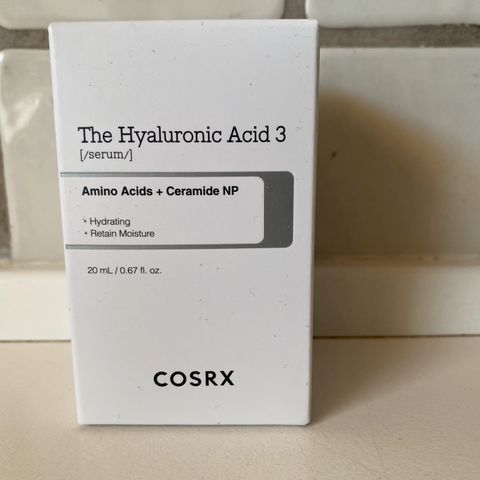 The Hyaluronic Acid 3
[/serum/]
Amino Acids + Ceramide NP
+ Hydrating
+ Retain Moisture
20 mL / 0.67 fl. oz.
COSRX